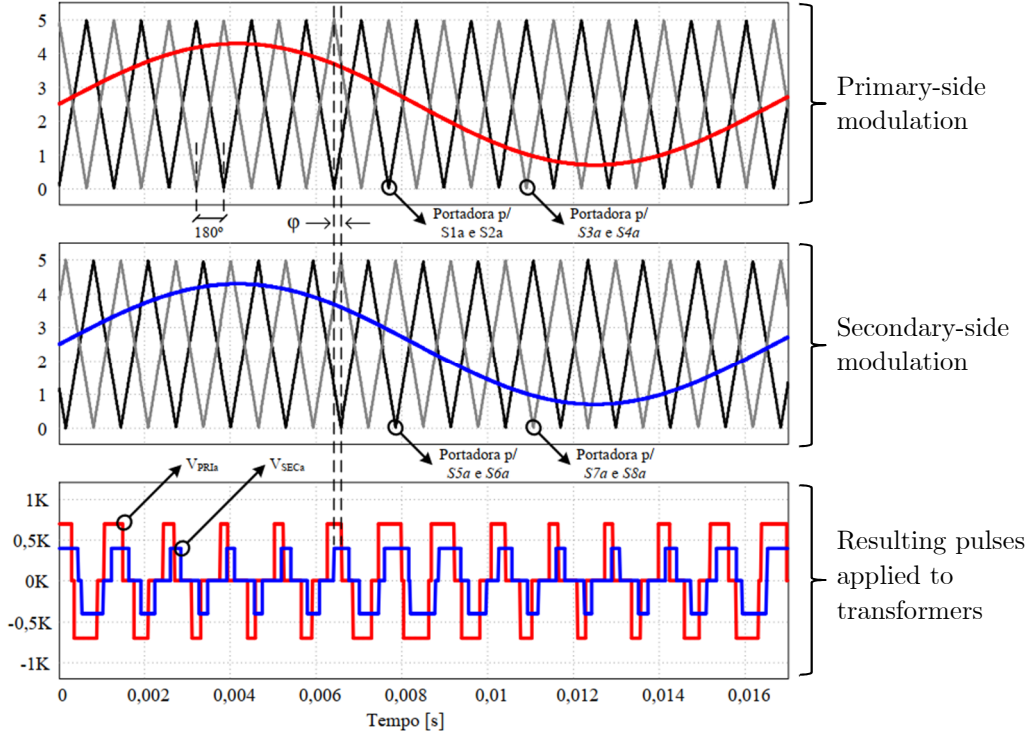 5
4
3
2
1
0
Primary-side
modulation
180º
φ
Portadora p/
S1a e S2a
Portadora p/
S3a e S4a
5
4
3
2
1
0
Secondary-side
modulation
Portadora p/
S5a e S6a
Portadora p/
S7a e S8a
VPRIa
VSECa
1K
0,5K
0K
-0,5K
-1K
Resulting pulses
applied to
transformers
0 0,002 0,004 0,006 0,008 0,01 0,012 0,014 0,016
Tempo [s]